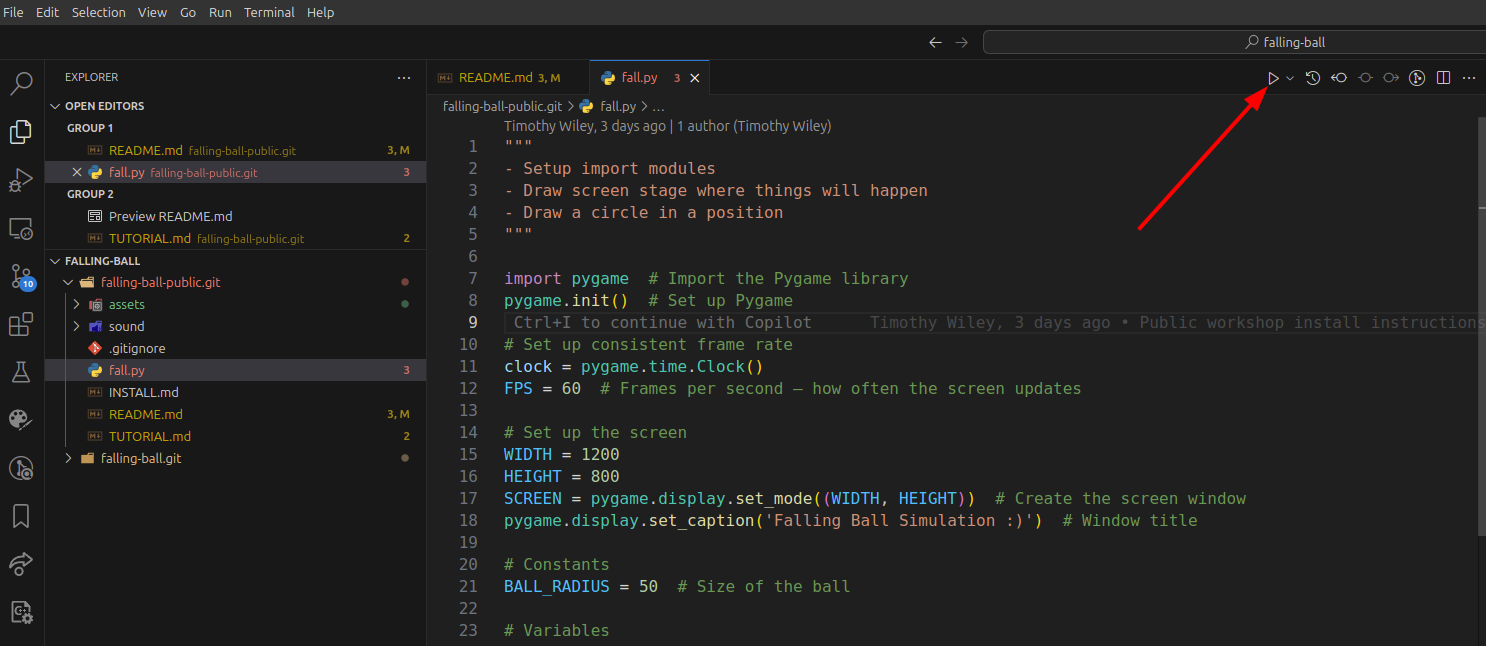 File Edit Selection View Go Run Terminal Help
falling-ball
EXPLORER
OPEN EDITORS
GROUP 1
README.md falling-ball-public.git 3, M
fall.py falling-ball-public.git 3
GROUP 2
Preview README.md
TUTORIAL.md falling-ball-public.git 2
FALLING-BALL
falling-ball-public.git
assets
sound
.gitignore
fall.py 3
INSTALL.md
README.md 3, M
TUTORIAL.md 2
falling-ball.git
10
README.md 3, M
fall.py 3
falling-ball-public.git > fall.py > ...
Timothy Wiley, 3 days ago | 1 author (Timothy Wiley)
1 """
2 - Setup import modules
3 - Draw screen stage where things will happen
4 - Draw a circle in a position
5 """
6
7 import pygame # Import the Pygame library
8 pygame.init() # Set up Pygame
9 Ctrl+I to continue with Copilot Timothy Wiley, 3 days ago • Public workshop install instructions
10 # Set up consistent frame rate
11 clock = pygame.time.Clock()
12 FPS = 60 # Frames per second — how often the screen updates
13
14 # Set up the screen
15 WIDTH = 1200
16 HEIGHT = 800
17 SCREEN = pygame.display.set_mode((WIDTH, HEIGHT)) # Create the screen window
18 pygame.display.set_caption('Falling Ball Simulation :)') # Window title
19
20 # Constants
21 BALL_RADIUS = 50 # Size of the ball
22
23 # Variables